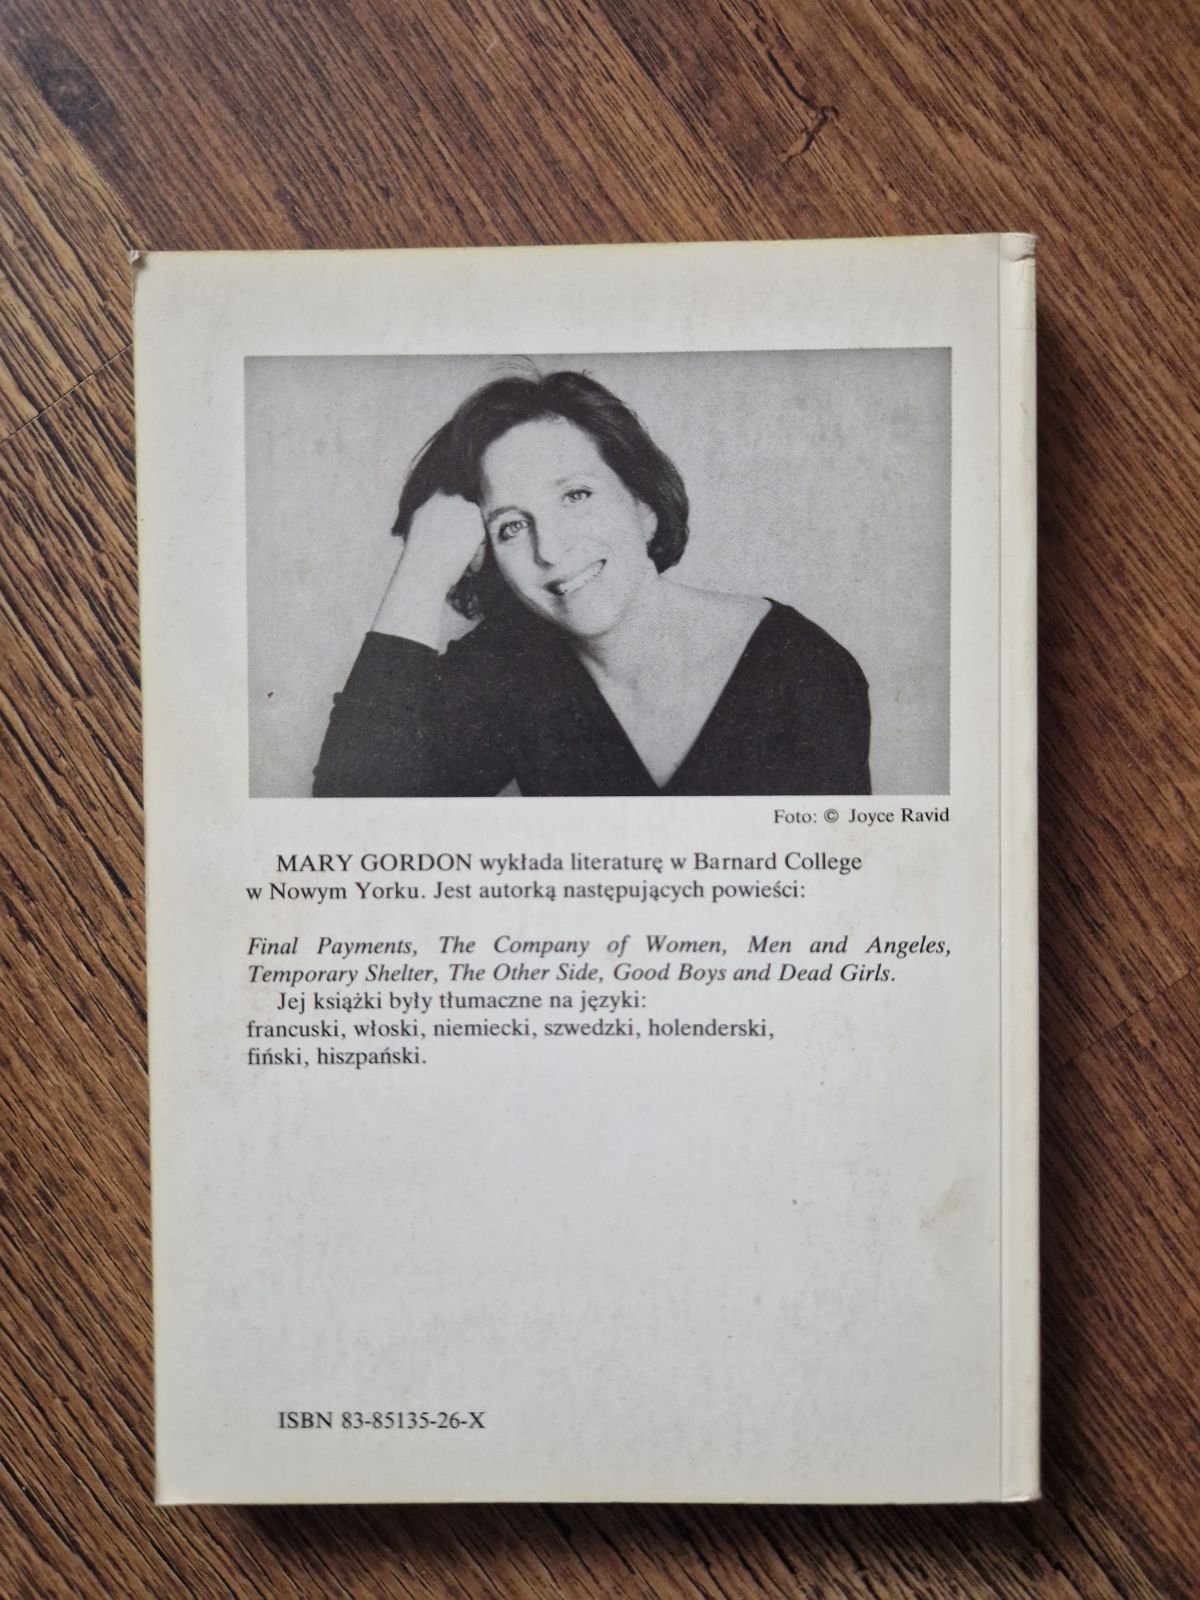 Foto: © Joyce Ravid
MARY GORDON wykłada literaturę w Barnard College
w Nowym Yorku. Jest autorką następujących powieści:
Final Payments, The Company of Women, Men and Angeles,
Temporary Shelter, The Other Side, Good Boys and Dead Girls.
Jej książki były tłumaczne na języki:
francuski, włoski, niemiecki, szwedzki, holenderski,
fiński, hiszpański.
ISBN 83-85135-26-X